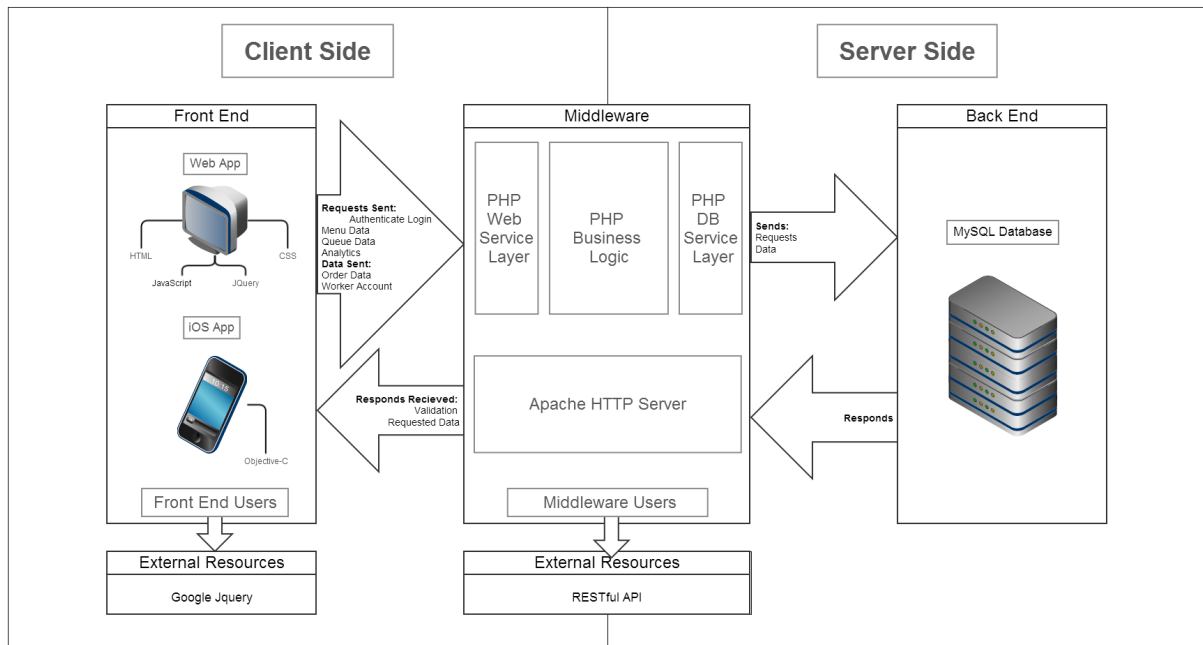 Client Side
Server Side
Front End
Web App
HTML
CSS
JavaScript
JQuery
iOS App
10:15
Objective-C
Front End Users
External Resources
Google Jquery
Requests Sent:
Authenticate Login
Menu Data
Queue Data
Analytics
Data Sent:
Order Data
Worker Account
Responds Recieved:
Validation
Requested Data
Middleware
PHP
Web
Service
Layer
PHP
Business
Logic
PHP
DB
Service
Layer
Apache HTTP Server
Middleware Users
External Resources
RESTful API
Sends:
Requests
Data
Responds
Back End
MySQL Database